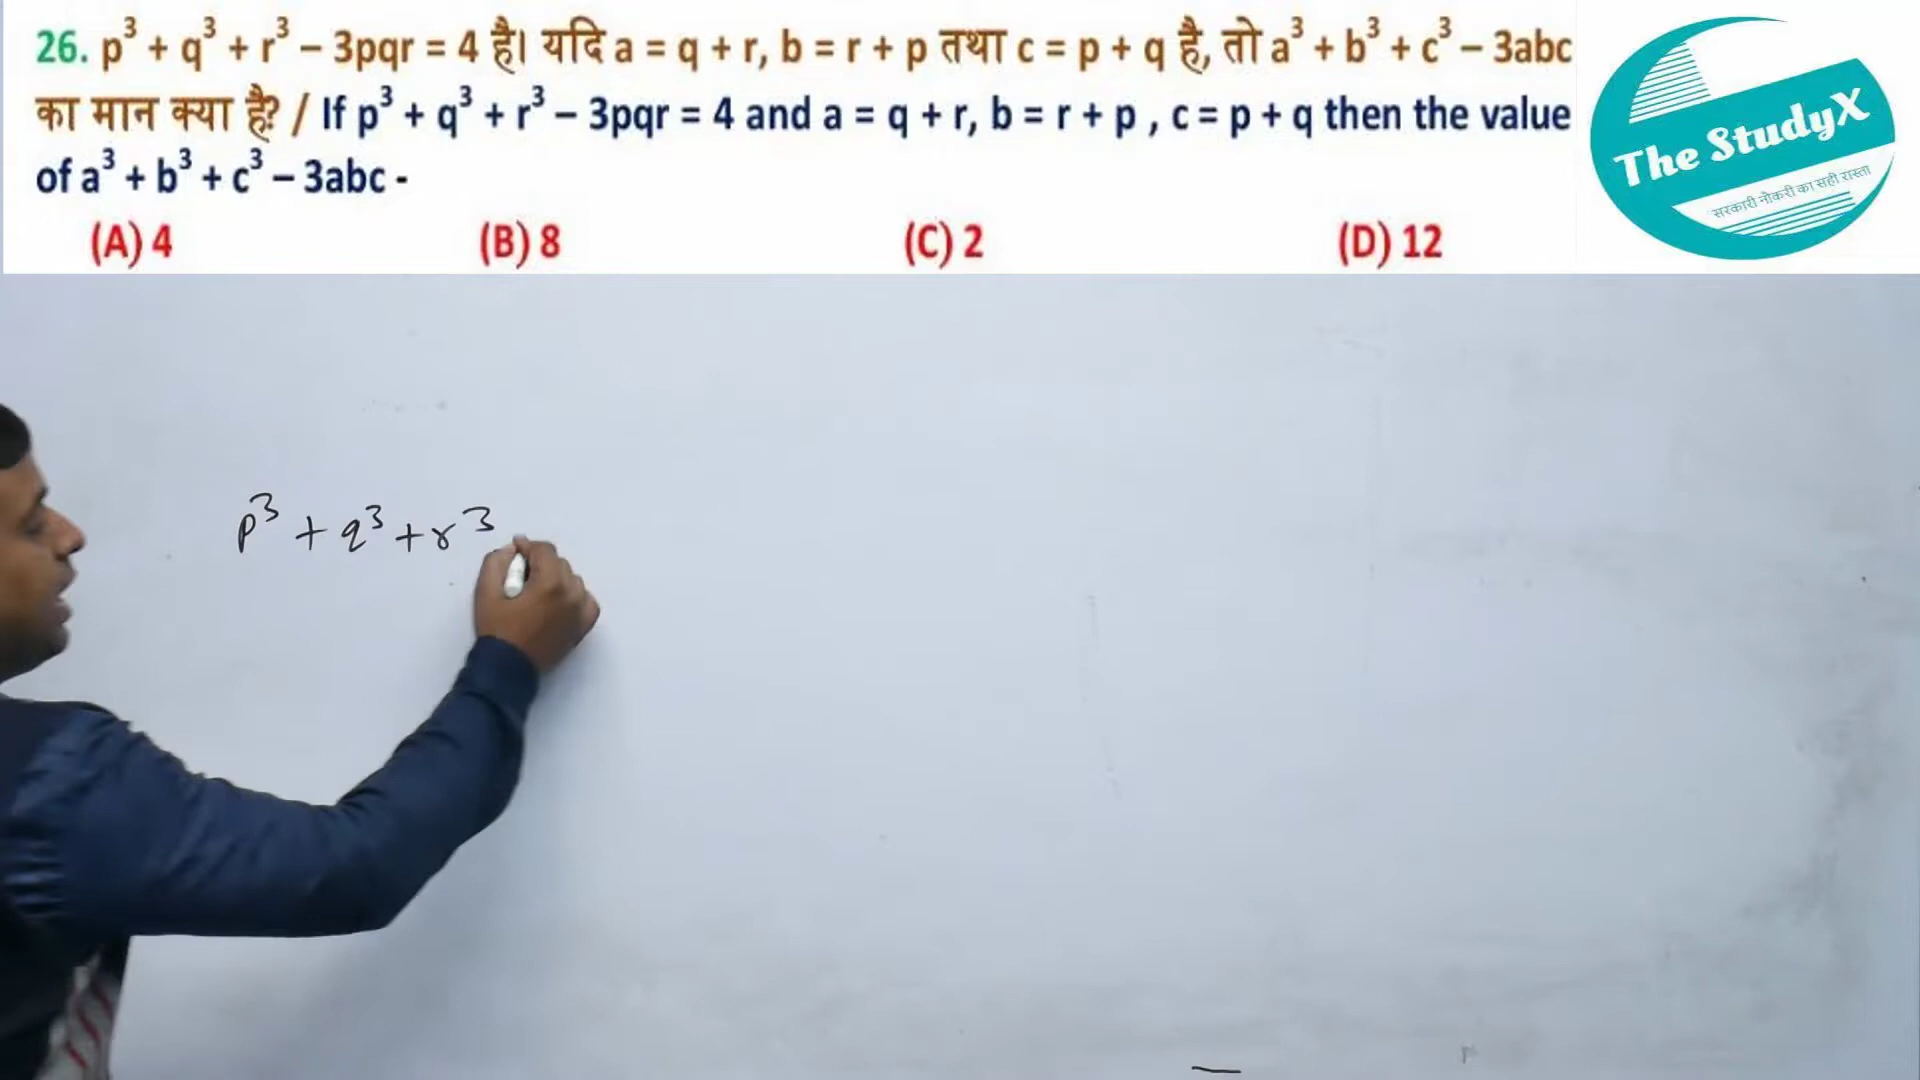 26. p³ + q³ + r³ – 3pqr = 4 है। यदि a = q + r, b = r + p तथा c = p + q है, तो a³ + b³ + c³ – 3abc
का मान क्या है? / If p³ + q³ + r³ – 3pqr = 4 and a = q + r, b = r + p , c = p + q then the value
of a³ + b³ + c³ – 3abc -
(A) 4 (B) 8 (C) 2 (D) 12
The StudyX
सरकारी नौकरी का सही रास्ता
p³ + q³ + r³